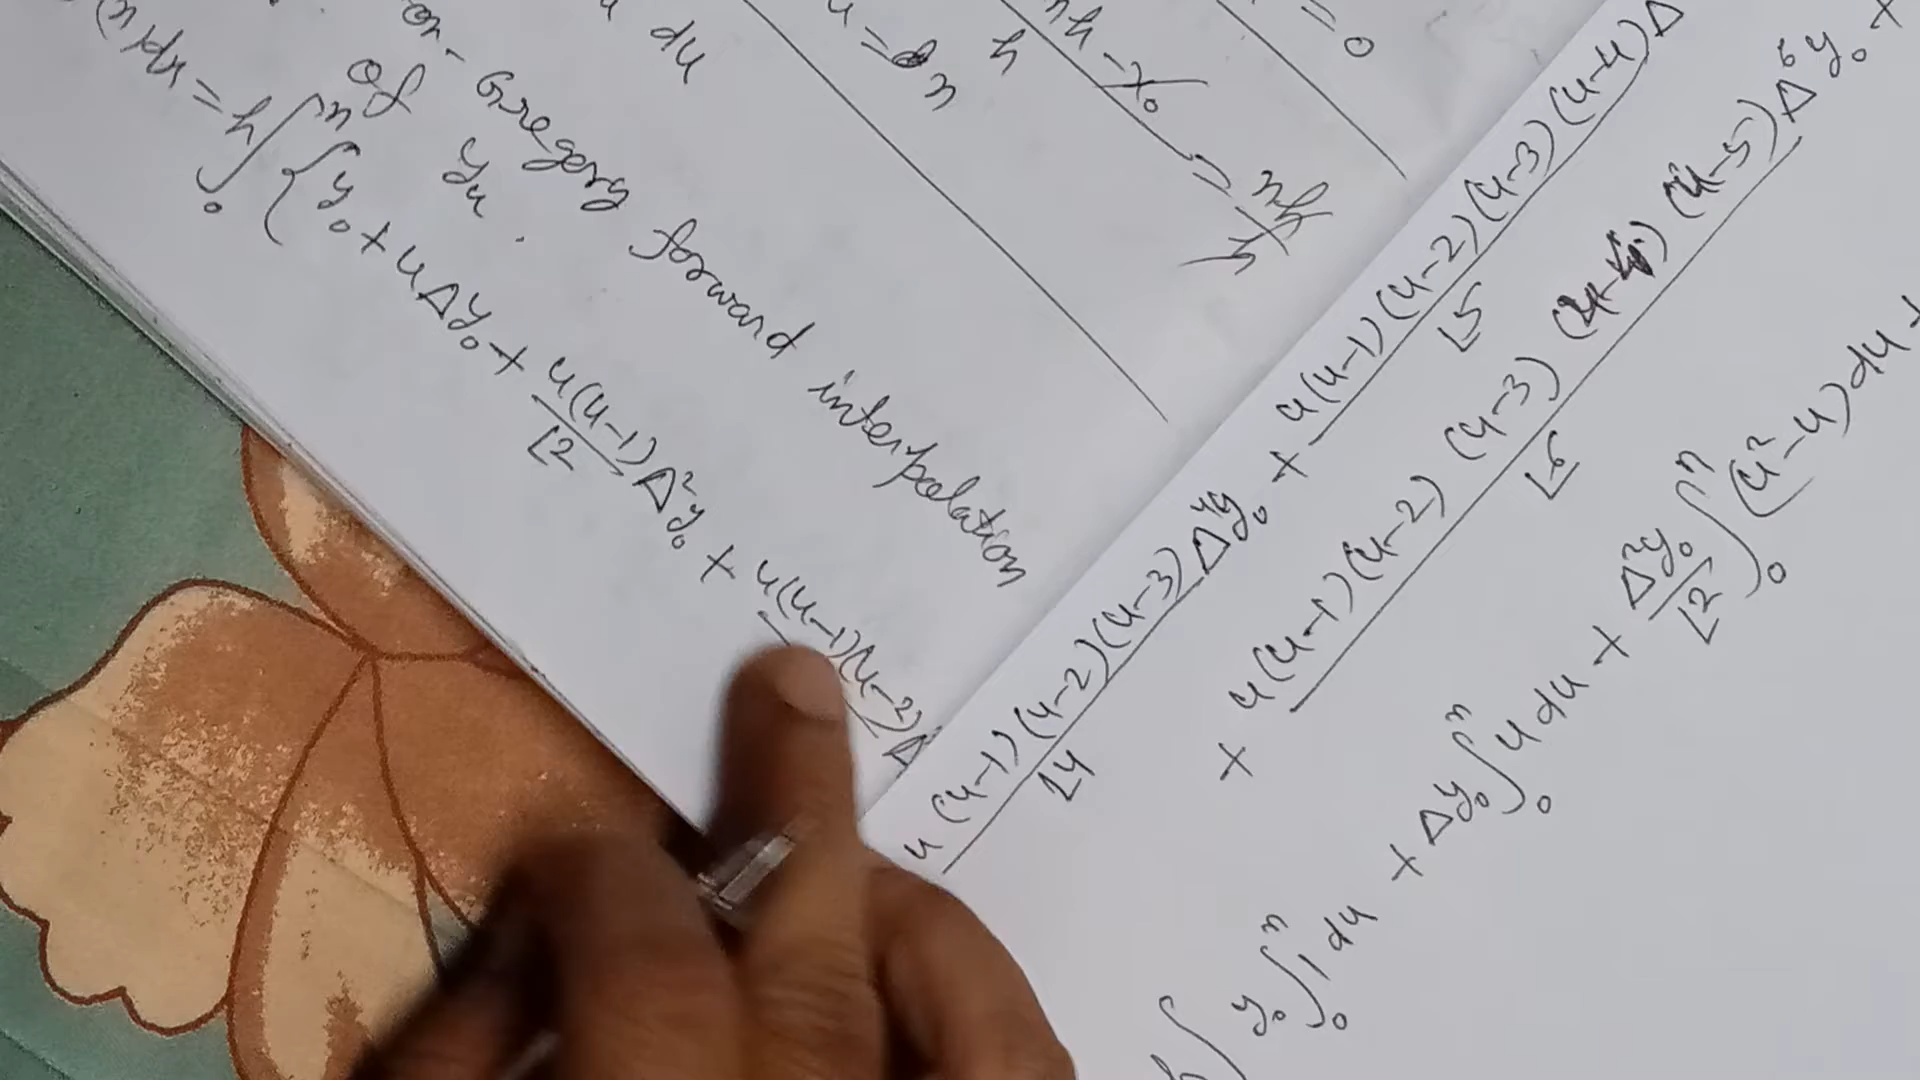 = 0
x - x₀ = hu
h
u = n
du
Gregory forward interpolation
of yᵤ.
f(x)dx = h∫₀ⁿ {y₀ + uΔy₀ + u(u-1)/⌊2 Δ²y₀ + u(u-1)(u-2)Δ
u(u-1)(u-2)(u-3)/⌊4 Δ⁴y₀ + u(u-1)(u-2)(u-3)(u-4)/⌊5 Δ
+ u(u-1)(u-2)(u-3)(u-4)(u-5)/⌊6 Δ⁶y₀ +
h{y₀∫₀ⁿ 1 du + Δy₀∫₀ⁿ u du + Δ²y₀/⌊2 ∫₀ⁿ (u²-u)du +